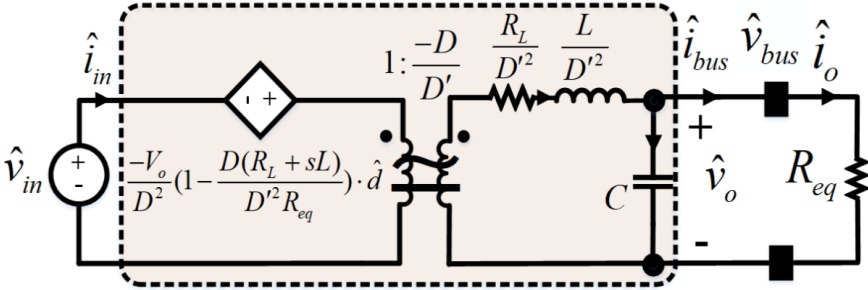 î_in
1:-D/D'
R_L/D'²
L/D'²
î_bus
v̂_bus
î_o
- +
v̂_in
+
-
-V_o/D²(1-D(R_L+sL)/D'²R_eq)·d̂
C
+
v̂_o
-
R_eq